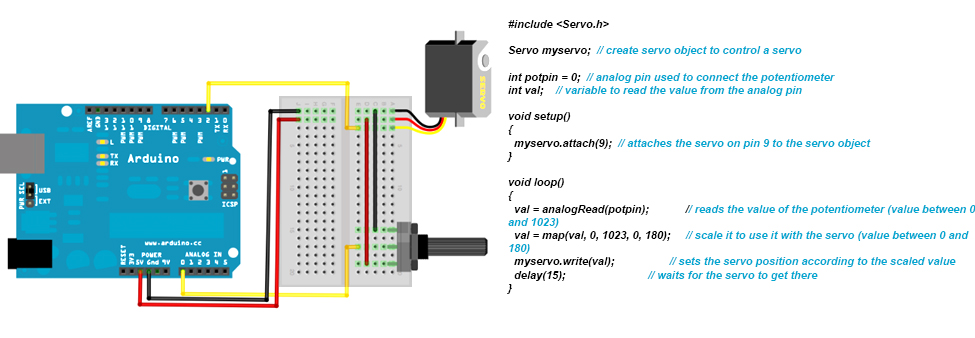 #include <Servo.h>
Servo myservo;  // create servo object to control a servo
int potpin = 0;  // analog pin used to connect the potentiometer
int val;    // variable to read the value from the analog pin
void setup()
{
  myservo.attach(9);  // attaches the servo on pin 9 to the servo object
}
void loop()
{
  val = analogRead(potpin);            // reads the value of the potentiometer (value between 0
and 1023)
  val = map(val, 0, 1023, 0, 180);     // scale it to use it with the servo (value between 0 and
180)
  myservo.write(val);                  // sets the servo position according to the scaled value
  delay(15);                           // waits for the servo to get there
}
SERVO
AREF
GND
13
12
11
10
9
8
7
6
5
4
3
2
1
0
PWM
PWM
PWM
PWM
PWM
TX
RX
DIGITAL
L
TX
RX
Arduino
PWR
PWR SEL
USB
EXT
ICSP
www.arduino.cc
POWER
ANALOG IN
RESET
3V3
5V
Gnd
9V
0 1 2 3 4 5